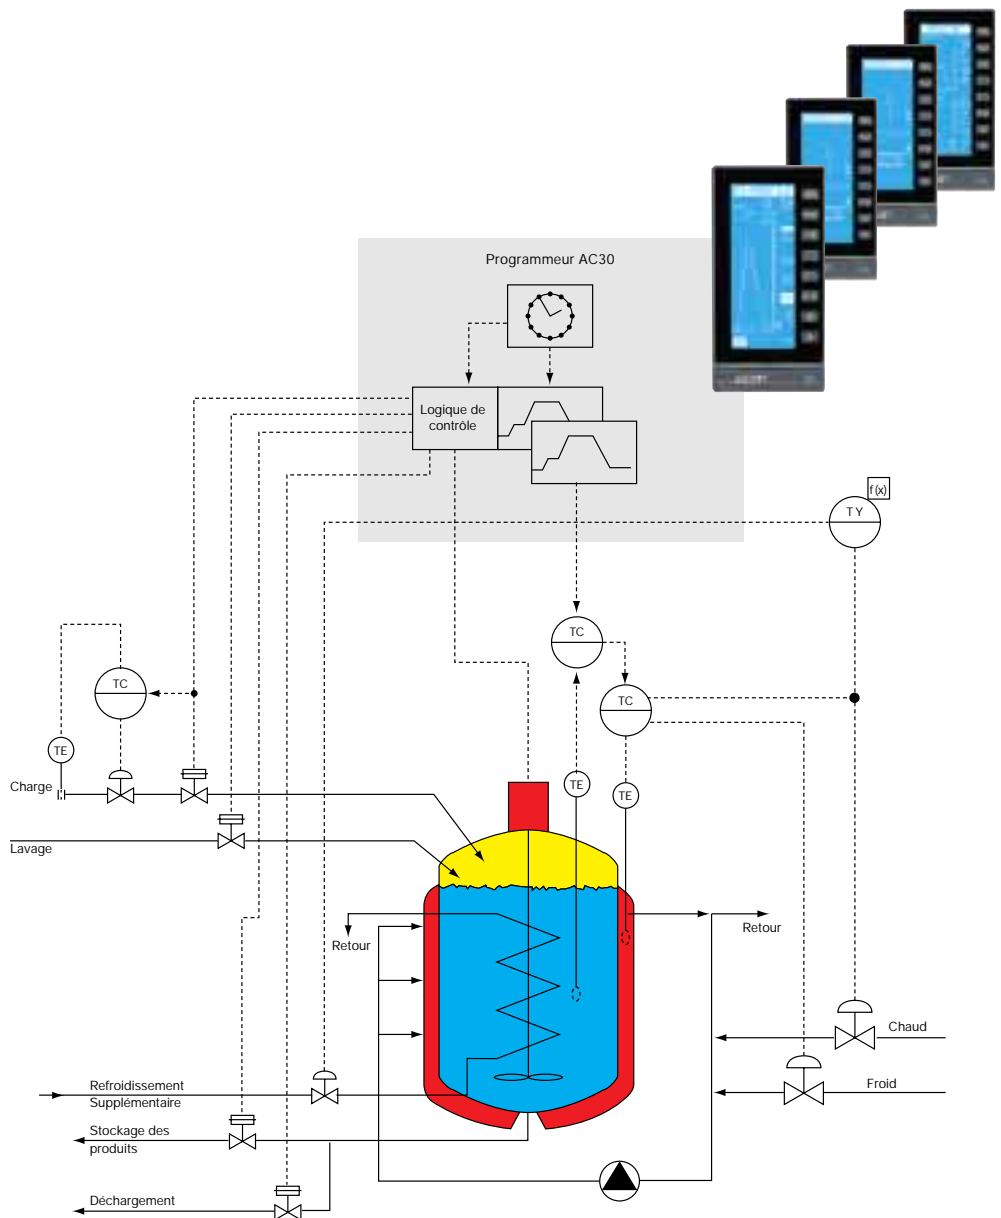 Programmeur AC30
Logique de
contrôle
f (x)
T Y
TC
TC
TC
TE
TE
TE
Charge
Lavage
Retour
Retour
Chaud
Froid
Refroidissement
Supplémentaire
Stockage des
produits
Déchargement